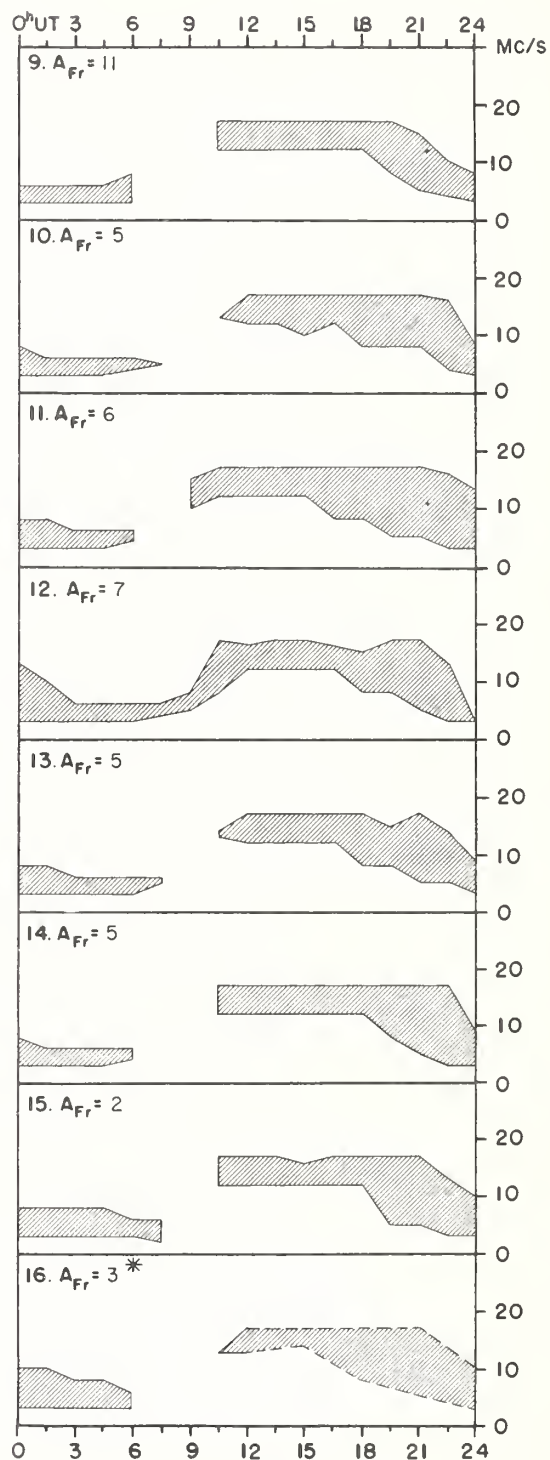 0ʰUT 3 6 9 12 15 18 21 24
MC/S
9. A_Fr = 11
20
10
0
10. A_Fr = 5
20
10
0
11. A_Fr = 6
20
10
0
12. A_Fr = 7
20
10
0
13. A_Fr = 5
20
10
0
14. A_Fr = 5
20
10
0
15. A_Fr = 2
20
10
0
16. A_Fr = 3*
20
10
0
0 3 6 9 12 15 18 21 24